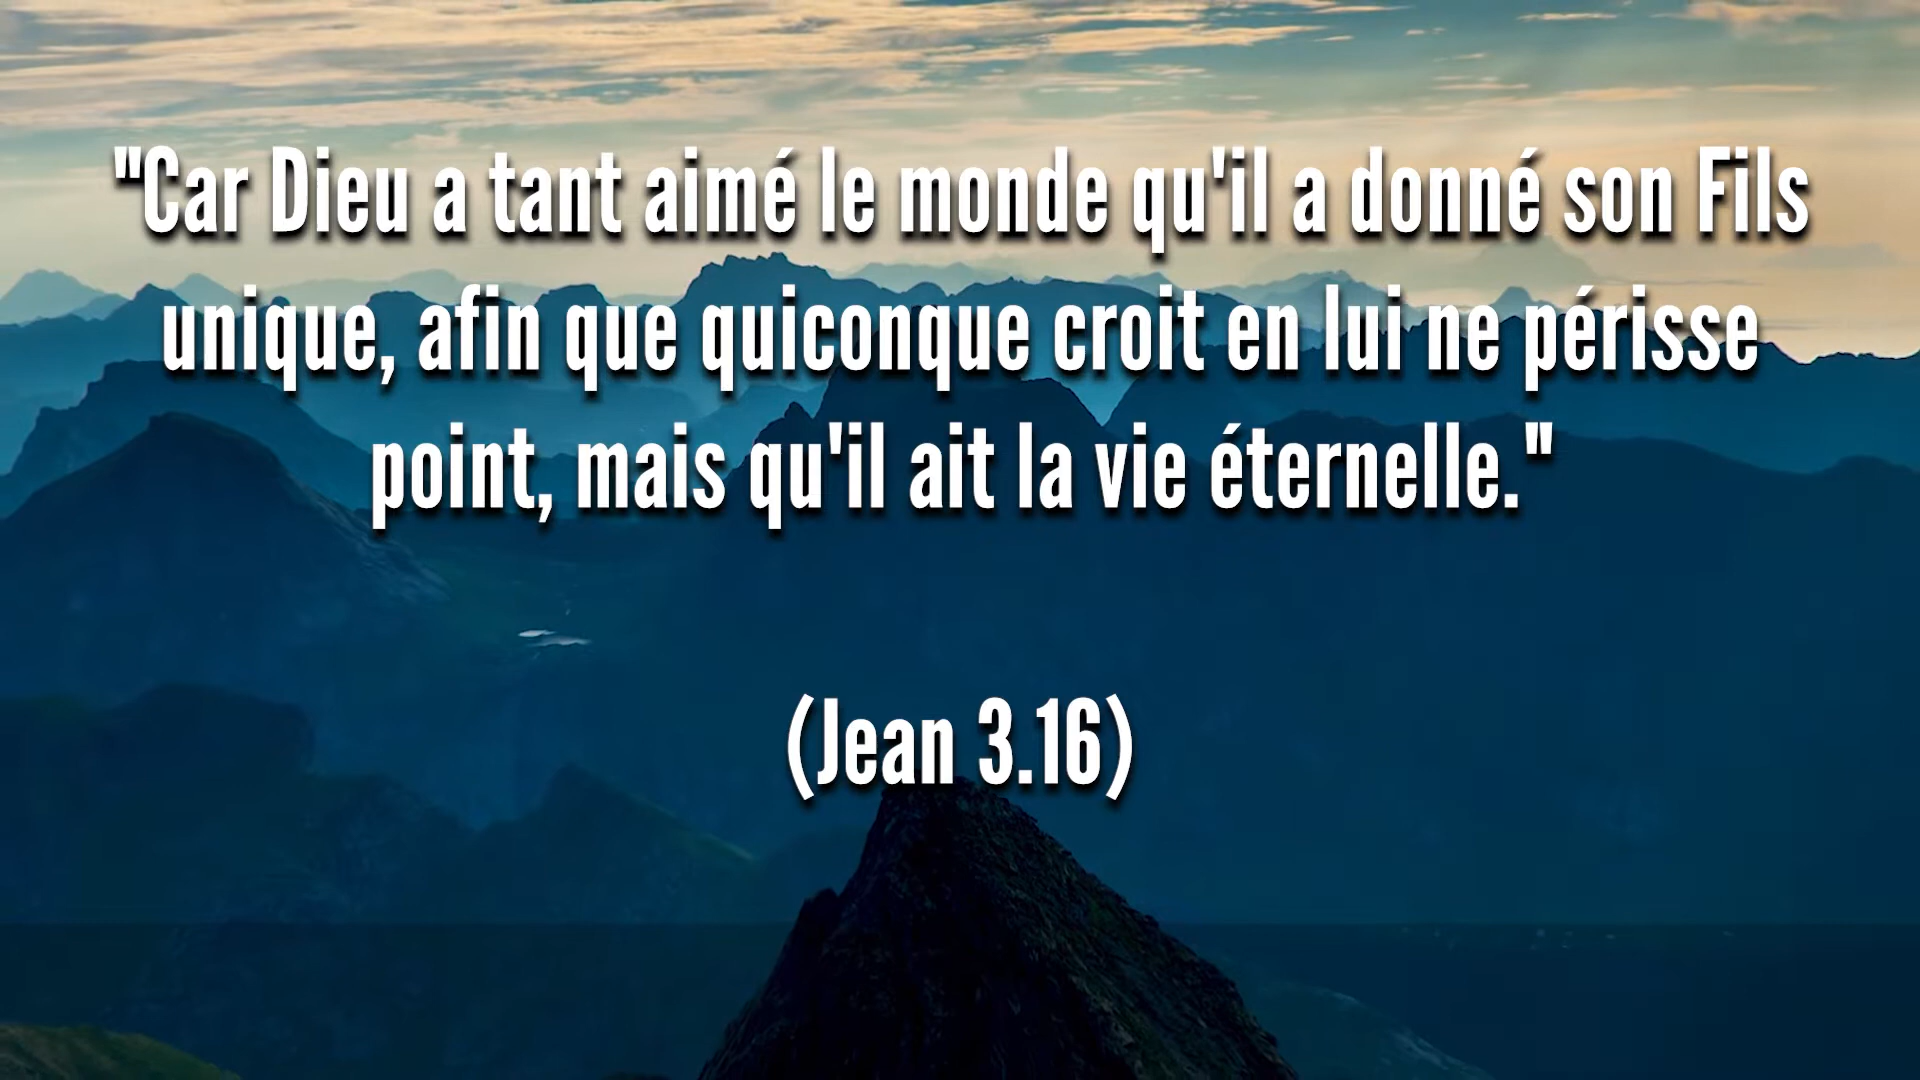 "Car Dieu a tant aimé le monde qu'il a donné son Fils
unique, afin que quiconque croit en lui ne périsse
point, mais qu'il ait la vie éternelle."
(Jean 3.16)